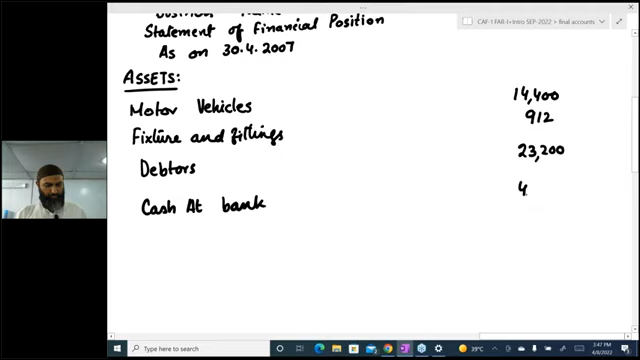 CAF-1 FAR-I+Intro SEP-2022 > final accounts
Statement of Financial Position
As on 30.4.2007
ASSETS:
Motor Vehicles 14,400
Fixture and fittings 912
Debtors 23,200
Cash At bank 4
Type here to search
39°C
3:47 PM
4/8/2022